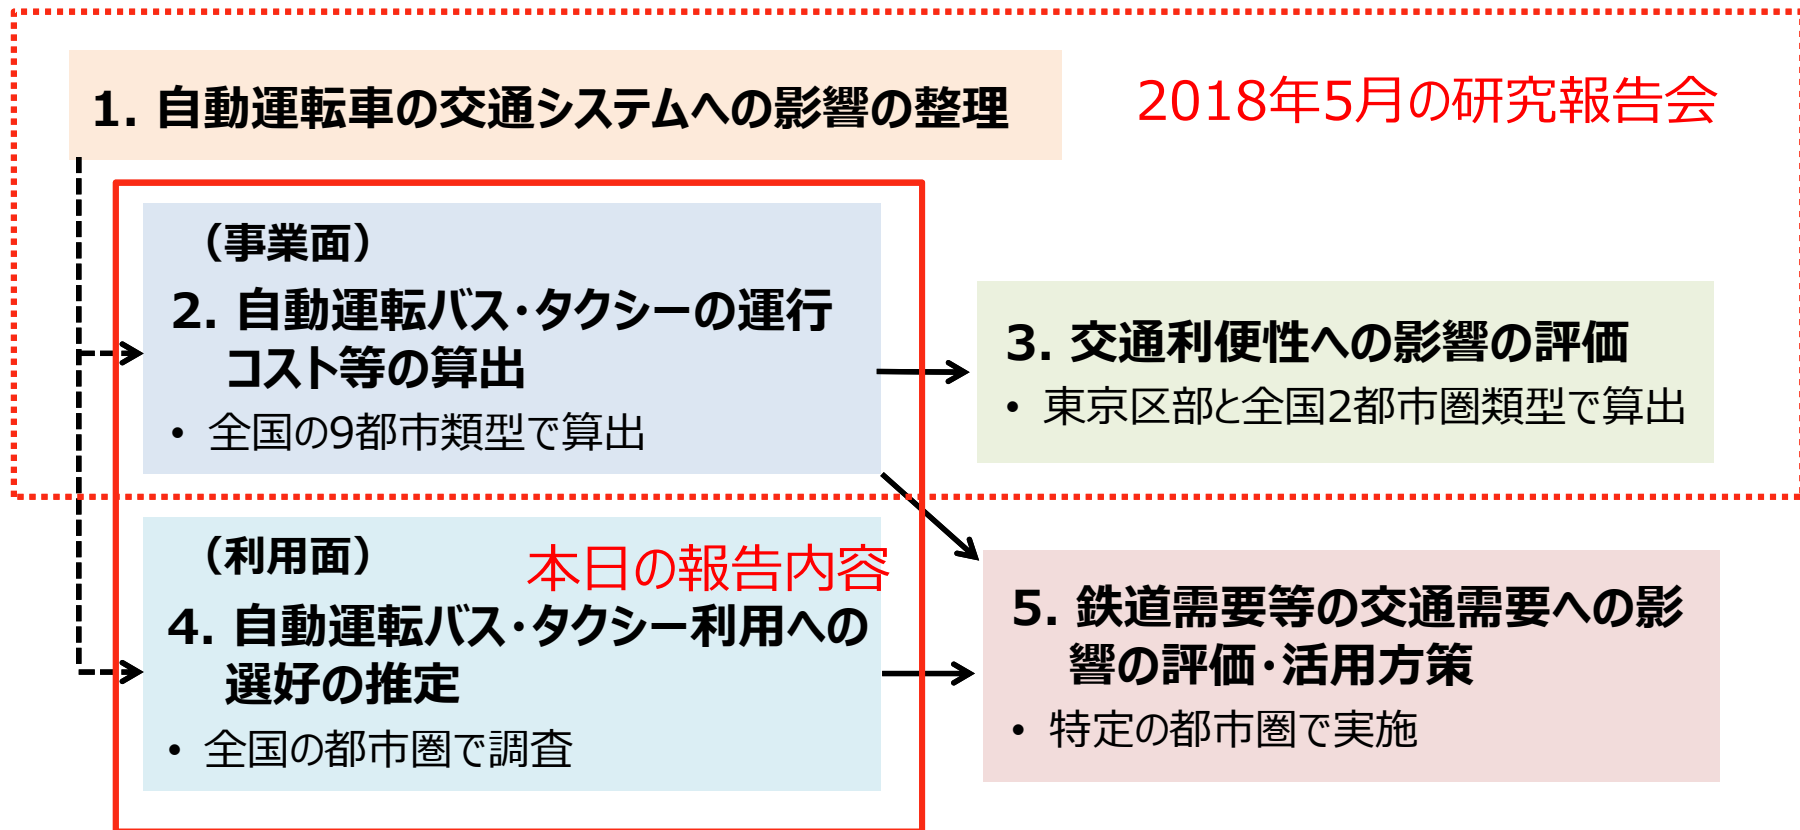 1. 自動運転車の交通システムへの影響の整理
2018年5月の研究報告会
（事業面）
2. 自動運転バス・タクシーの運行
コスト等の算出
• 全国の9都市類型で算出
3. 交通利便性への影響の評価
• 東京区部と全国2都市圏類型で算出
（利用面）
本日の報告内容
4. 自動運転バス・タクシー利用への
選好の推定
• 全国の都市圏で調査
5. 鉄道需要等の交通需要への影
響の評価・活用方策
• 特定の都市圏で実施